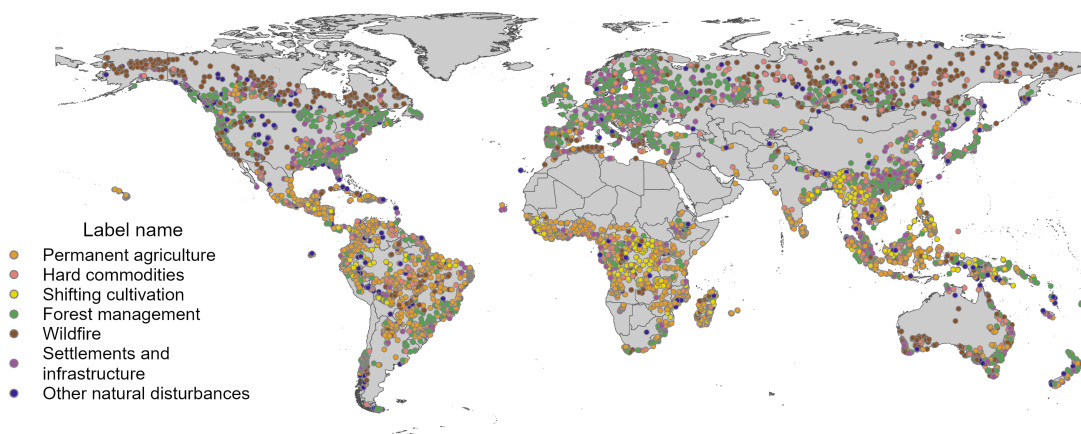 Label name
Permanent agriculture
Hard commodities
Shifting cultivation
Forest management
Wildfire
Settlements and
infrastructure
Other natural disturbances